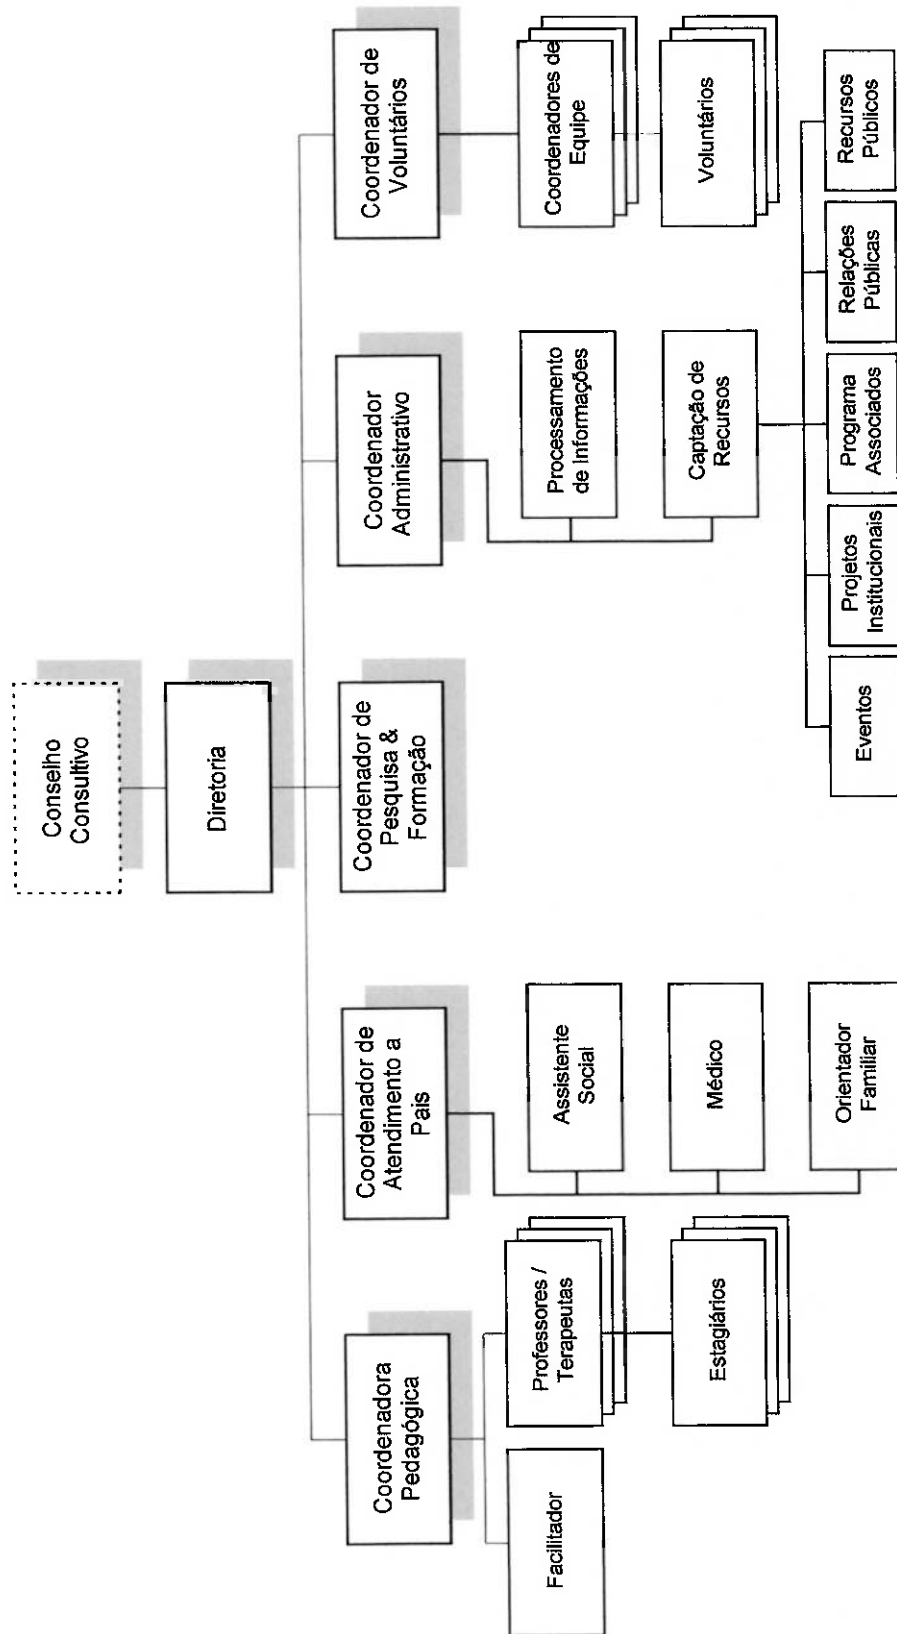 Conselho
Consultivo
Diretoria
Coordenadora
Pedagógica
Coordenador de
Atendimento a
Pais
Coordenador de
Pesquisa &
Formação
Coordenador
Administrativo
Coordenador de
Voluntários
Facilitador
Professores /
Terapeutas
Estagiários
Assistente
Social
Médico
Orientador
Familiar
Processamento
de Informações
Captação de
Recursos
Coordenadores de
Equipe
Voluntários
Eventos
Projetos
Institucionais
Programa
Associados
Relações
Públicas
Recursos
Públicos